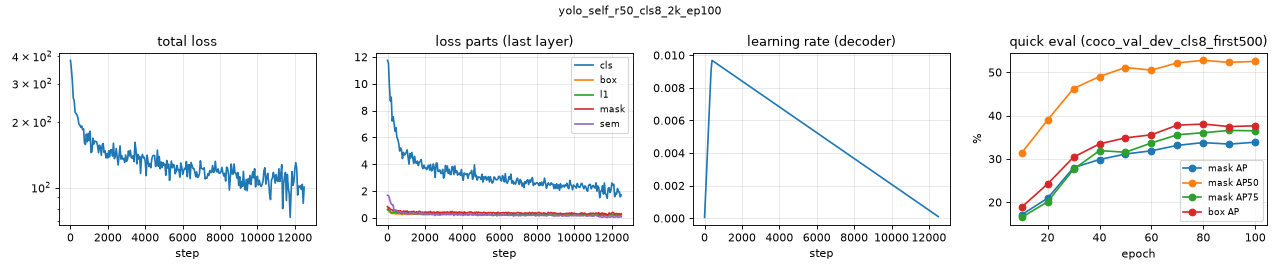 yolo_self_r50_cls8_2k_ep100
total loss
4 × 10²
3 × 10²
2 × 10²
10²
0 2000 4000 6000 8000 10000 12000
step
loss parts (last layer)
12
10
8
6
4
2
0
cls
box
l1
mask
sem
0 2000 4000 6000 8000 10000 12000
step
learning rate (decoder)
0.010
0.008
0.006
0.004
0.002
0.000
0 2000 4000 6000 8000 10000 12000
step
quick eval (coco_val_dev_cls8_first500)
%
50
40
30
20
mask AP
mask AP50
mask AP75
box AP
20 40 60 80 100
epoch